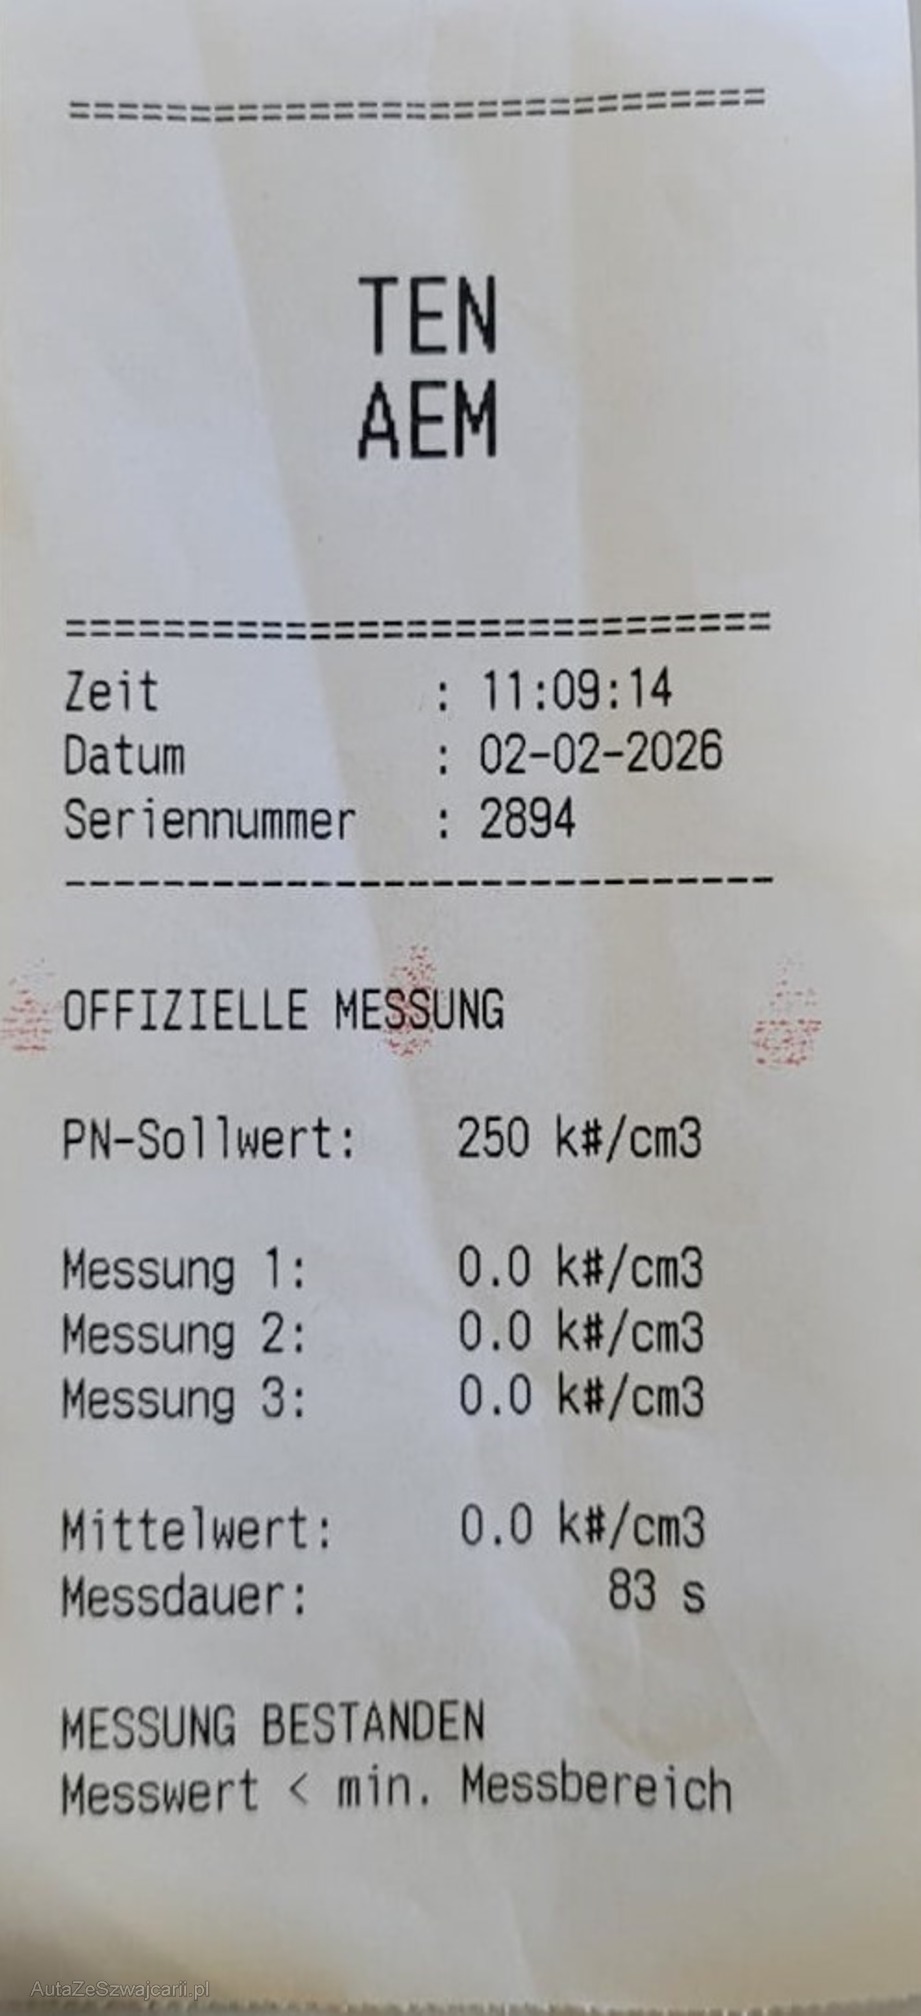 =============================
TEN
AEM
=============================
Zeit : 11:09:14
Datum : 02-02-2026
Seriennummer : 2894
-----------------------------
OFFIZIELLE MESSUNG
PN-Sollwert: 250 k#/cm3
Messung 1: 0.0 k#/cm3
Messung 2: 0.0 k#/cm3
Messung 3: 0.0 k#/cm3
Mittelwert: 0.0 k#/cm3
Messdauer: 83 s
MESSUNG BESTANDEN
Messwert < min. Messbereich
AutaZeSzwajcarii.pl